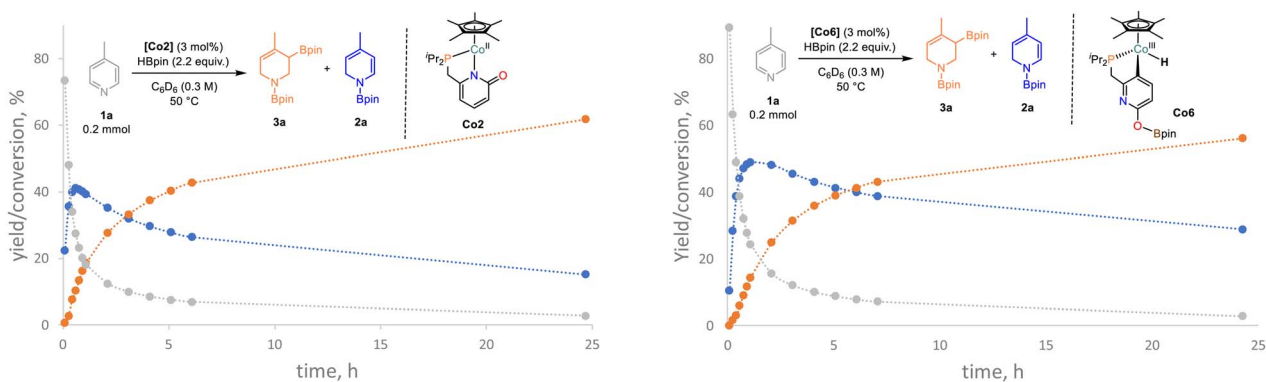 [Co2] (3 mol%)
HBpin (2.2 equiv.)
C6D6 (0.3 M)
50 °C
N
1a
0.2 mmol
Bpin
N
Bpin
3a
+
N
Bpin
2a
CoII
iPr2P
N
O
Co2
yield/conversion, %
80
60
40
20
0
0 5 10 15 20 25
time, h
[Co6] (3 mol%)
HBpin (2.2 equiv.)
C6D6 (0.3 M)
50 °C
N
1a
0.2 mmol
Bpin
N
Bpin
3a
+
N
Bpin
2a
III
Co
H
iPr2P
N
O
Bpin
Co6
Yield/conversion, %
80
60
40
20
0
0 5 10 15 20 25
time, h